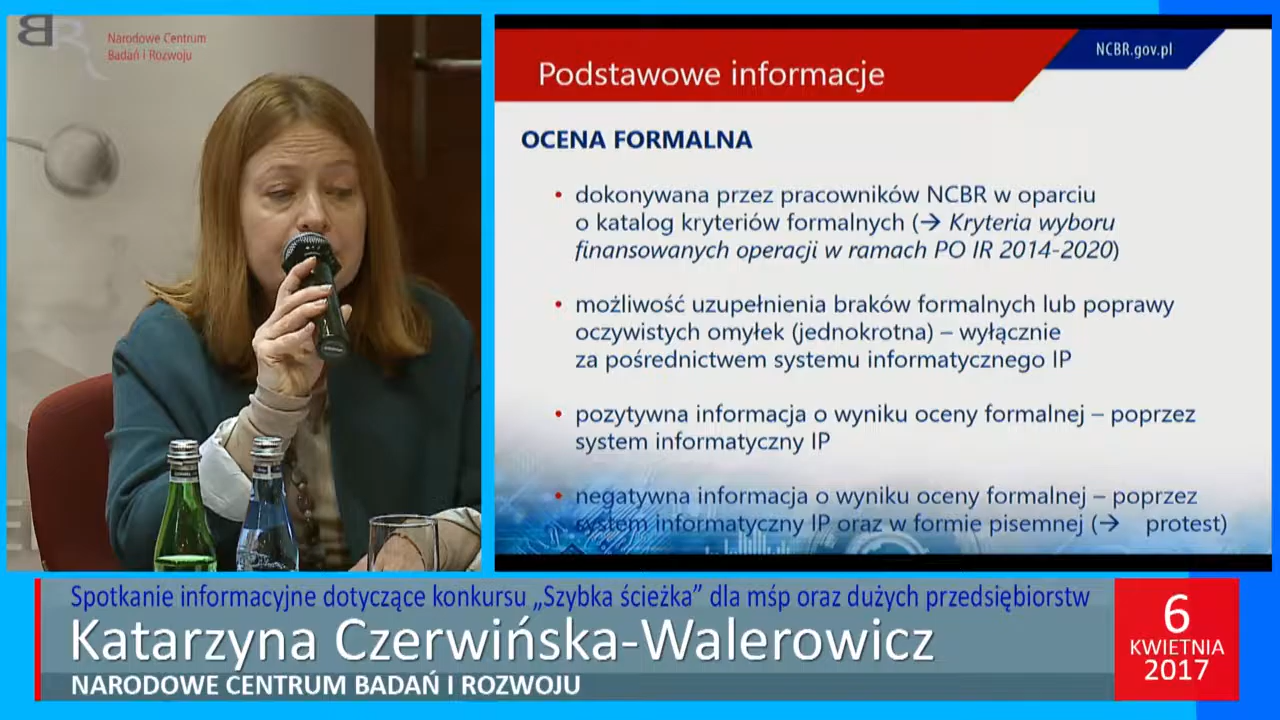 BR
Narodowe Centrum
Badań i Rozwoju
NCBR.gov.pl
Podstawowe informacje
OCENA FORMALNA
• dokonywana przez pracowników NCBR w oparciu
o katalog kryteriów formalnych (→ Kryteria wyboru
finansowanych operacji w ramach PO IR 2014-2020)
• możliwość uzupełnienia braków formalnych lub poprawy
oczywistych omyłek (jednokrotna) – wyłącznie
za pośrednictwem systemu informatycznego IP
• pozytywna informacja o wyniku oceny formalnej – poprzez
system informatyczny IP
• negatywna informacja o wyniku oceny formalnej – poprzez
system informatyczny IP oraz w formie pisemnej (→ protest)
Spotkanie informacyjne dotyczące konkursu „Szybka ścieżka” dla mśp oraz dużych przedsiębiorstw
Katarzyna Czerwińska-Walerowicz
NARODOWE CENTRUM BADAŃ I ROZWOJU
6
KWIETNIA
2017